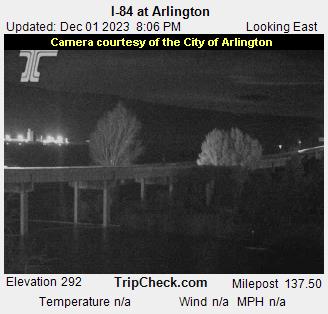 I-84 at Arlington
Updated: Dec 01 2023 8:06 PM Looking East
Camera courtesy of the City of Arlington
Elevation 292 TripCheck.com Milepost 137.50
Temperature n/a Wind n/a MPH n/a